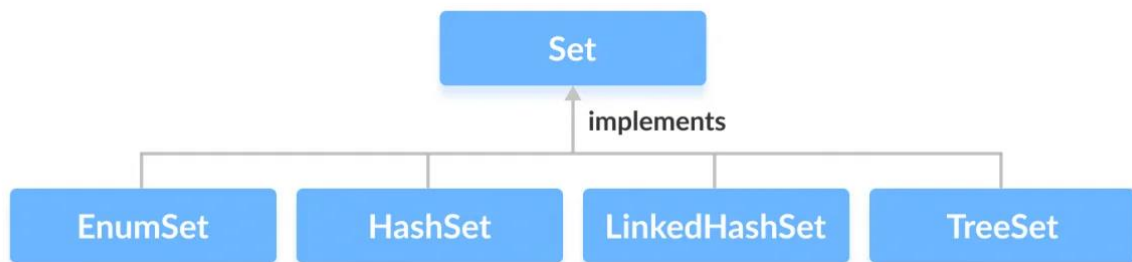 Set
implements
EnumSet
HashSet
LinkedHashSet
TreeSet